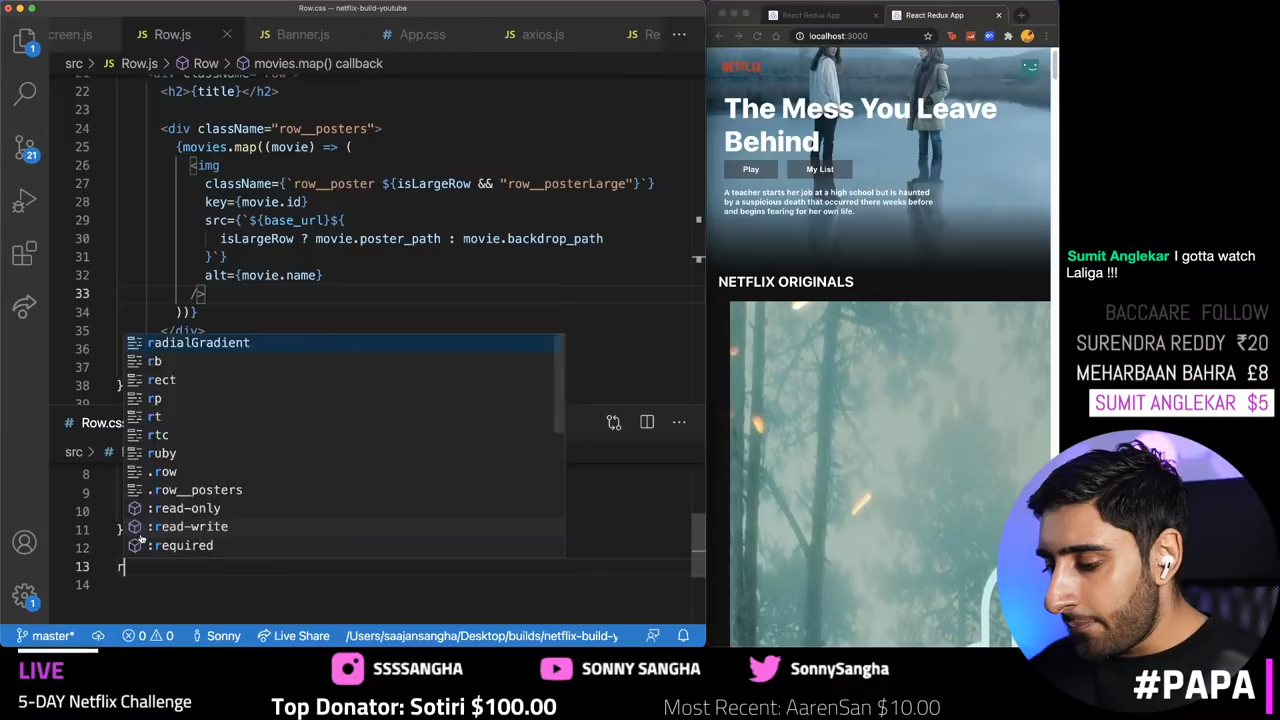 Row.css — netflix-build-youtube
creen.js
Row.js
Banner.js
App.css
axios.js
Re
src > Row.js > Row > movies.map() callback
22 <h2>{title}</h2>
23
24 <div className="row__posters">
25 {movies.map((movie) => (
26 <img
27 className={`row__poster ${isLargeRow && "row__posterLarge"}`}
28 key={movie.id}
29 src={`${base_url}${
30 isLargeRow ? movie.poster_path : movie.backdrop_path
31 }`}
32 alt={movie.name}
33 />
34 ))}
35 </div>
36
37
38 }
radialGradient
rb
rect
rp
rt
rtc
ruby
.row
.row__posters
:read-only
:read-write
:required
Row.css
src > #
8
9
10
11 }
12
13 r
14
1
21
1
master*
0 0
Sonny
Live Share
/Users/saajansangha/Desktop/builds/netflix-build-y
React Redux App
React Redux App
localhost:3000
NETFLIX
The Mess You Leave
Behind
Play
My List
A teacher starts her job at a high school but is haunted
by a suspicious death that occurred there weeks before
and begins fearing for her own life.
NETFLIX ORIGINALS
Sumit Anglekar I gotta watch
Laliga !!!
BACCAARE FOLLOW
SURENDRA REDDY ₹20
MEHARBAAN BAHRA £8
SUMIT ANGLEKAR $5
LIVE
SSSSANGHA
SONNY SANGHA
SonnySangha
5-DAY Netflix Challenge
Top Donator: Sotiri $100.00
Most Recent: AarenSan $10.00
#PAPA